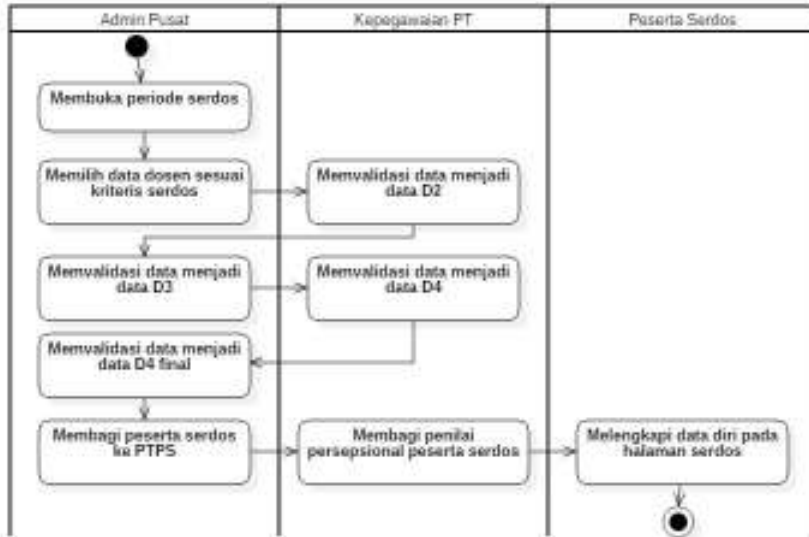 Admin Pusat
Kepegawaian PT
Peserta Serdos
Membuka periode serdos
Memilih data dosen sesuai
kriteris serdos
Memvalidasi data menjadi
data D2
Memvalidasi data menjadi
data D3
Memvalidasi data menjadi
data D4
Memvalidasi data menjadi
data D4 final
Membagi peserta serdos
ke PTPS
Membagi penilai
persepsional peserta serdos
Melengkapi data diri pada
halaman serdos